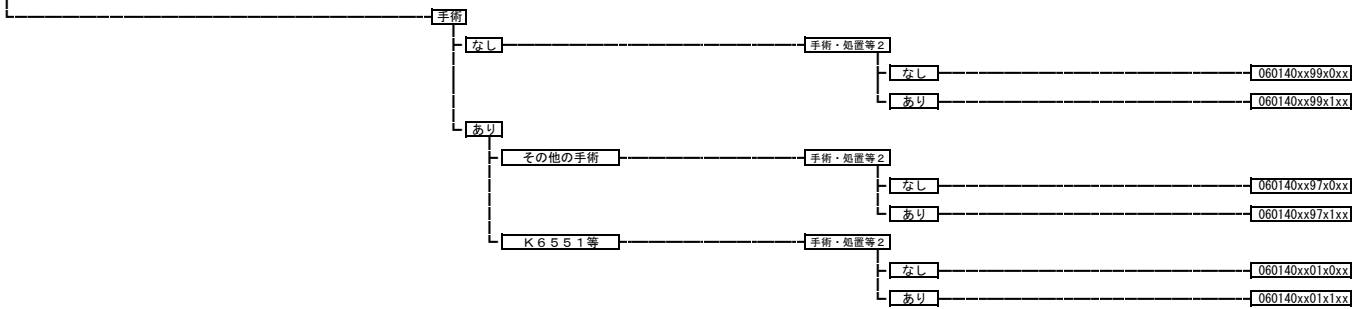 手術
なし 手術・処置等2
なし 060140xx99x0xx
あり 060140xx99x1xx
あり
その他の手術 手術・処置等2
なし 060140xx97x0xx
あり 060140xx97x1xx
K6551等 手術・処置等2
なし 060140xx01x0xx
あり 060140xx01x1xx